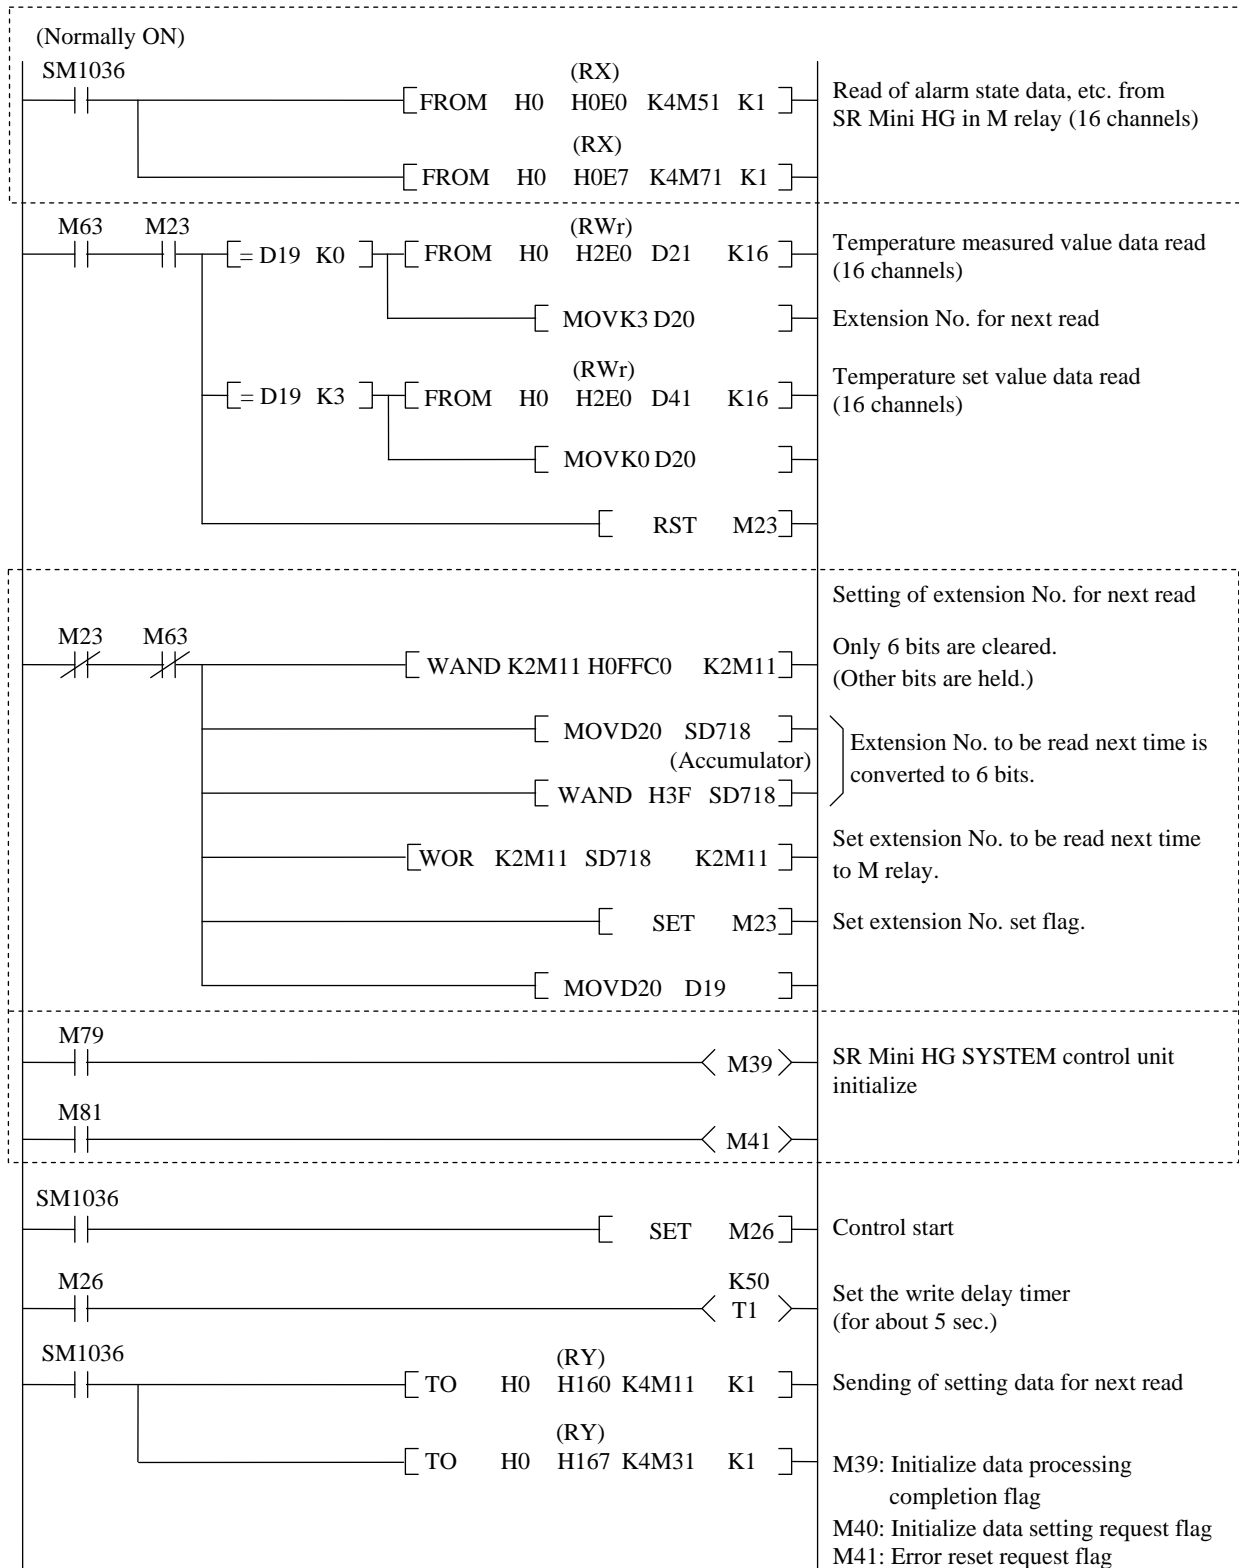 (Normally ON)
SM1036
(RX)
FROM H0 H0E0 K4M51 K1
Read of alarm state data, etc. from
SR Mini HG in M relay (16 channels)
(RX)
FROM H0 H0E7 K4M71 K1
M63 M23
= D19 K0
(RWr)
FROM H0 H2E0 D21 K16
Temperature measured value data read
(16 channels)
MOVK3 D20
Extension No. for next read
= D19 K3
(RWr)
FROM H0 H2E0 D41 K16
Temperature set value data read
(16 channels)
MOVK0 D20
RST M23
Setting of extension No. for next read
M23 M63
WAND K2M11 H0FFC0 K2M11
Only 6 bits are cleared.
(Other bits are held.)
MOVD20 SD718
(Accumulator)
WAND H3F SD718
Extension No. to be read next time is
converted to 6 bits.
WOR K2M11 SD718 K2M11
Set extension No. to be read next time
to M relay.
SET M23
Set extension No. set flag.
MOVD20 D19
M79
M39
SR Mini HG SYSTEM control unit
initialize
M81
M41
SM1036
SET M26
Control start
M26
K50
T1
Set the write delay timer
(for about 5 sec.)
SM1036
(RY)
TO H0 H160 K4M11 K1
Sending of setting data for next read
(RY)
TO H0 H167 K4M31 K1
M39: Initialize data processing
completion flag
M40: Initialize data setting request flag
M41: Error reset request flag